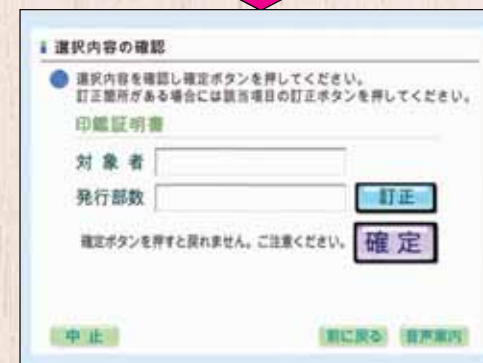 選択内容の確認
選択内容を確認し確定ボタンを押してください。
訂正箇所がある場合には該当項目の訂正ボタンを押してください。
印鑑証明書
対象者
発行部数
訂正
確定ボタンを押すと戻れません。ご注意ください。
確定
中止
前に戻る
音声案内